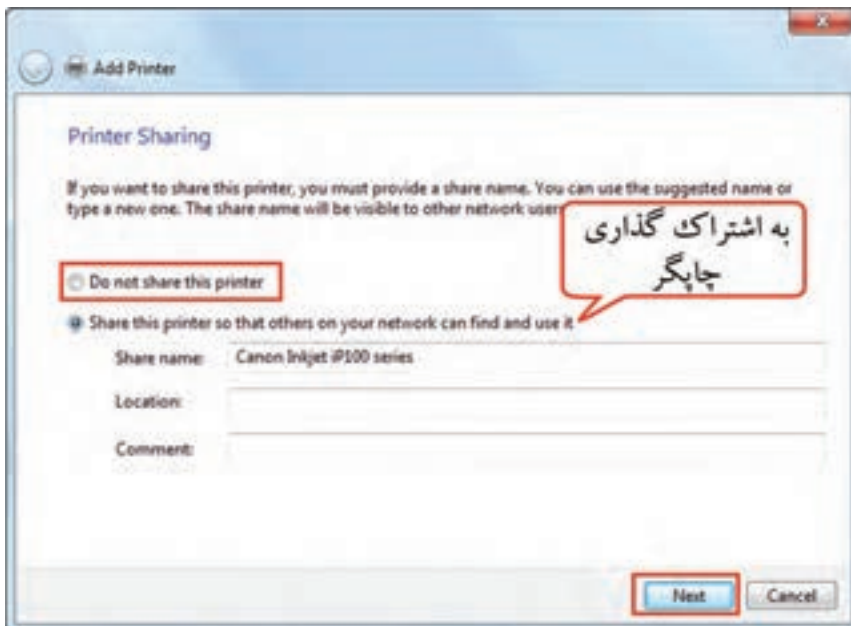 Add Printer
Printer Sharing
If you want to share this printer, you must provide a share name. You can use the suggested name or
type a new one. The share name will be visible to other network users
به اشتراک گذاری
چاپگر
Do not share this printer
Share this printer so that others on your network can find and use it
Share name: Canon Inkjet iP100 series
Location:
Comment:
Next Cancel